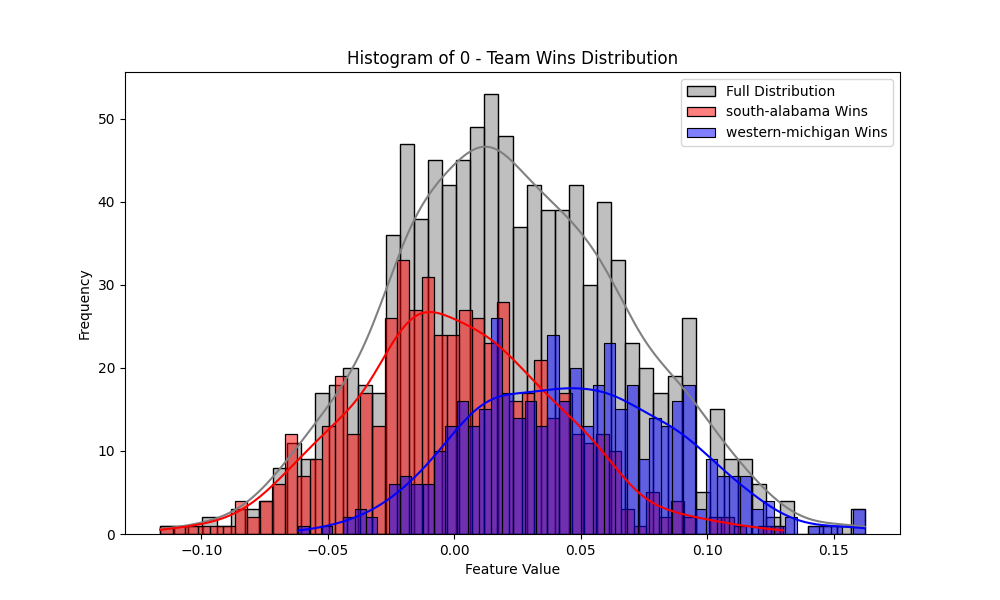 Histogram of 0 - Team Wins Distribution
Full Distribution
south-alabama Wins
western-michigan Wins
Frequency
50
40
30
20
10
0
−0.10
−0.05
0.00
0.05
0.10
0.15
Feature Value